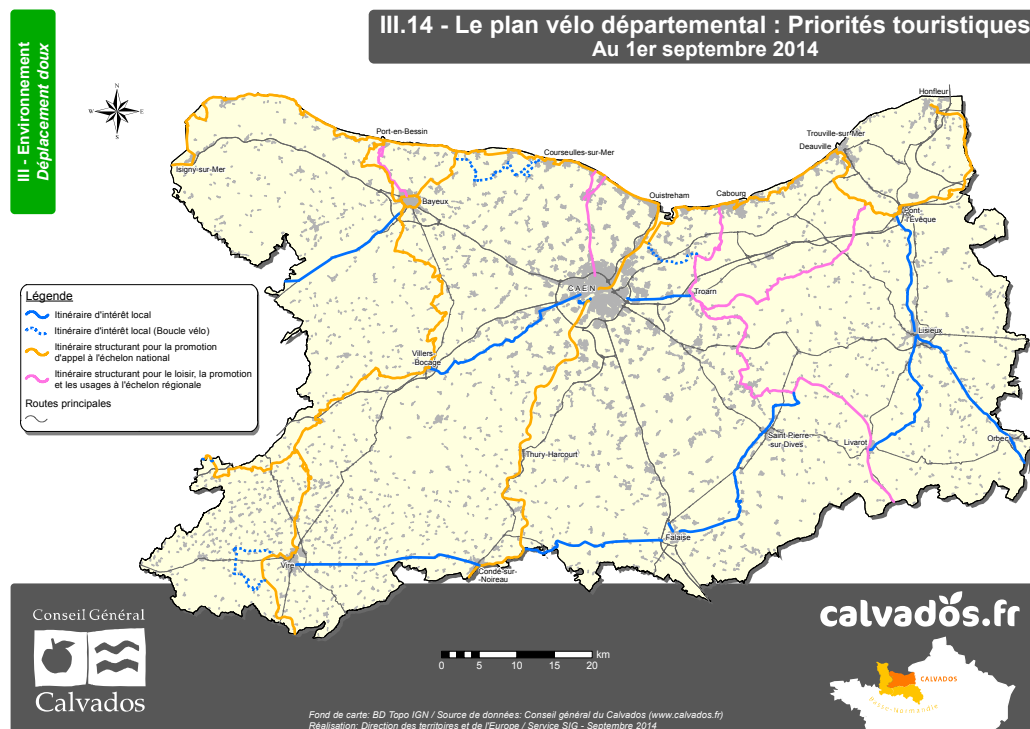 III - Environnement
Déplacement doux
III.14 - Le plan vélo départemental : Priorités touristiques
Au 1er septembre 2014
N
W
E
S
Honfleur
Port-en-Bessin
Trouville-sur-Mer
Deauville
Courseulles-sur-Mer
Isigny-sur-Mer
Ouistreham
Cabourg
Bayeux
Pont-
l'Evêque
CAEN
Troarn
Lisieux
Villers
-Bocage
Saint-Pierre
-sur-Dives
Livarot
Orbec
Thury-Harcourt
Falaise
Vire
Condé-sur-
-Noireau
Légende
Itinéraire d'intérêt local
Itinéraire d'intérêt local (Boucle vélo)
Itinéraire structurant pour la promotion
d'appel à l'échelon national
Itinéraire structurant pour le loisir, la promotion
et les usages à l'échelon régionale
Routes principales
Conseil Général
Calvados
km
0 5 10 15 20
calvados.fr
CALVADOS
Basse-Normandie
Fond de carte: BD Topo IGN / Source de données: Conseil général du Calvados (www.calvados.fr)
Réalisation: Direction des territoires et de l'Europe / Service SIG - Septembre 2014